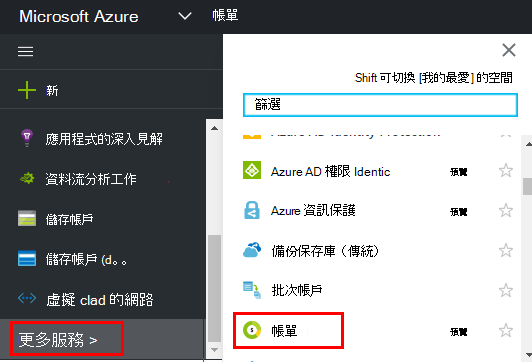 Microsoft Azure
帳單
Shift 可切換 [我的最愛] 的空間
新
篩選
應用程式的深入見解
資料流分析工作
儲存帳戶
儲存帳戶 (d。。
虛擬 clad 的網路
更多服務 >
Azure AD Identity Protection
Azure AD 權限 Identic
預覽
Azure 資訊保護
預覽
備份保存庫（傳統）
批次帳戶
帳單
預覽